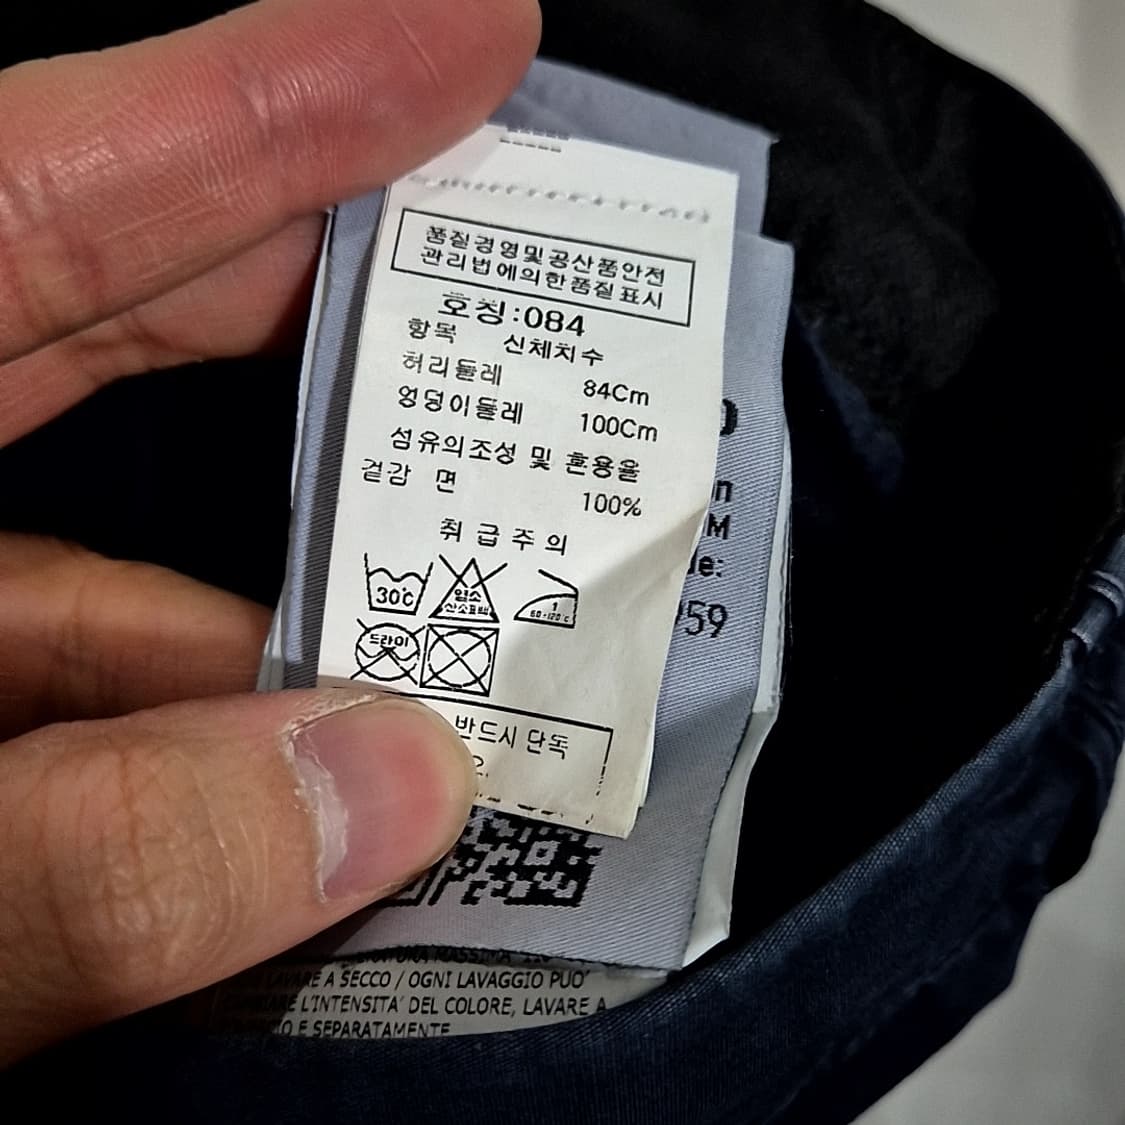 품질경영및공산품안전
관리법에의한품질표시
호칭:084
항목 신체치수
허리둘레 84Cm
엉덩이둘레 100Cm
섬유의조성 및 혼용율
겉감 면 100%
취급주의
30℃
염소
산소표백
1
60-120℃
드라이
반드시 단독
59
MASSIMA
LAVARE A SECCO / OGNI LAVAGGIO PUO'
L'INTENSITA' DEL COLORE, LAVARE A
E SEPARATAMENTE